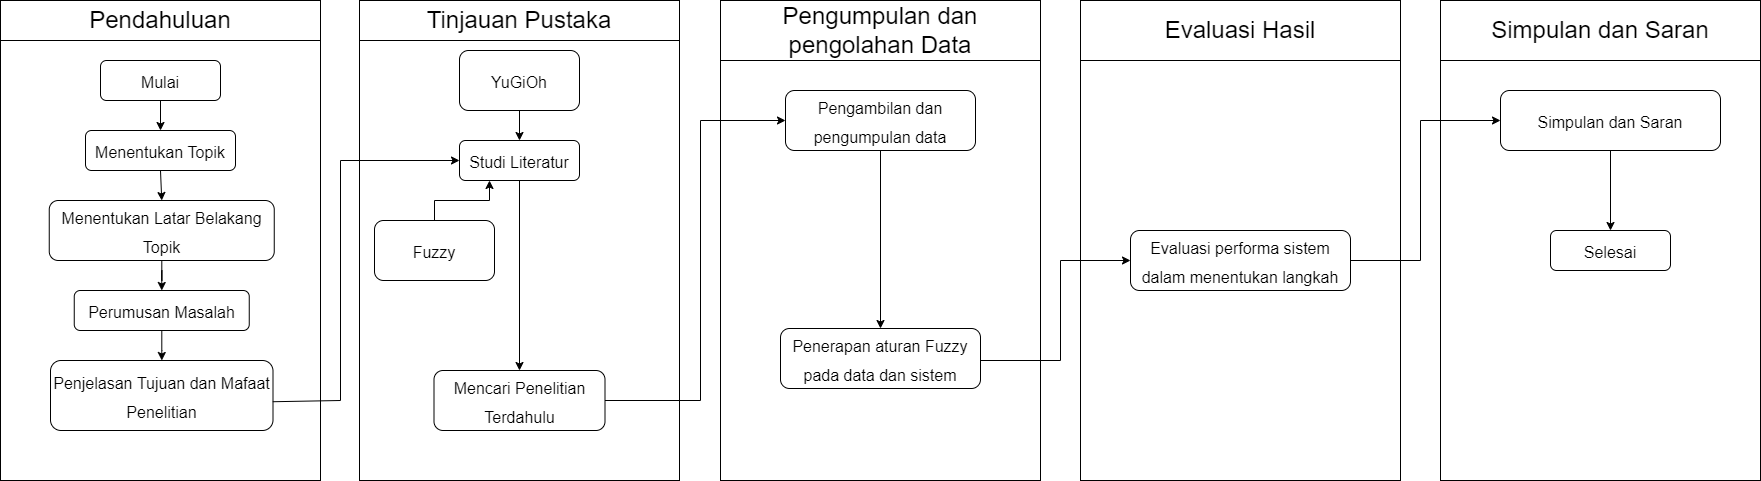 Pendahuluan
Mulai
Menentukan Topik
Menentukan Latar Belakang
Topik
Perumusan Masalah
Penjelasan Tujuan dan Mafaat
Penelitian
Tinjauan Pustaka
YuGiOh
Studi Literatur
Fuzzy
Mencari Penelitian
Terdahulu
Pengumpulan dan
pengolahan Data
Pengambilan dan
pengumpulan data
Penerapan aturan Fuzzy
pada data dan sistem
Evaluasi Hasil
Evaluasi performa sistem
dalam menentukan langkah
Simpulan dan Saran
Simpulan dan Saran
Selesai